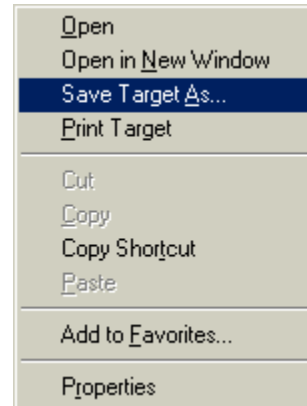 Open
Open in New Window
Save Target As...
Print Target
Cut
Copy
Copy Shortcut
Paste
Add to Favorites...
Properties